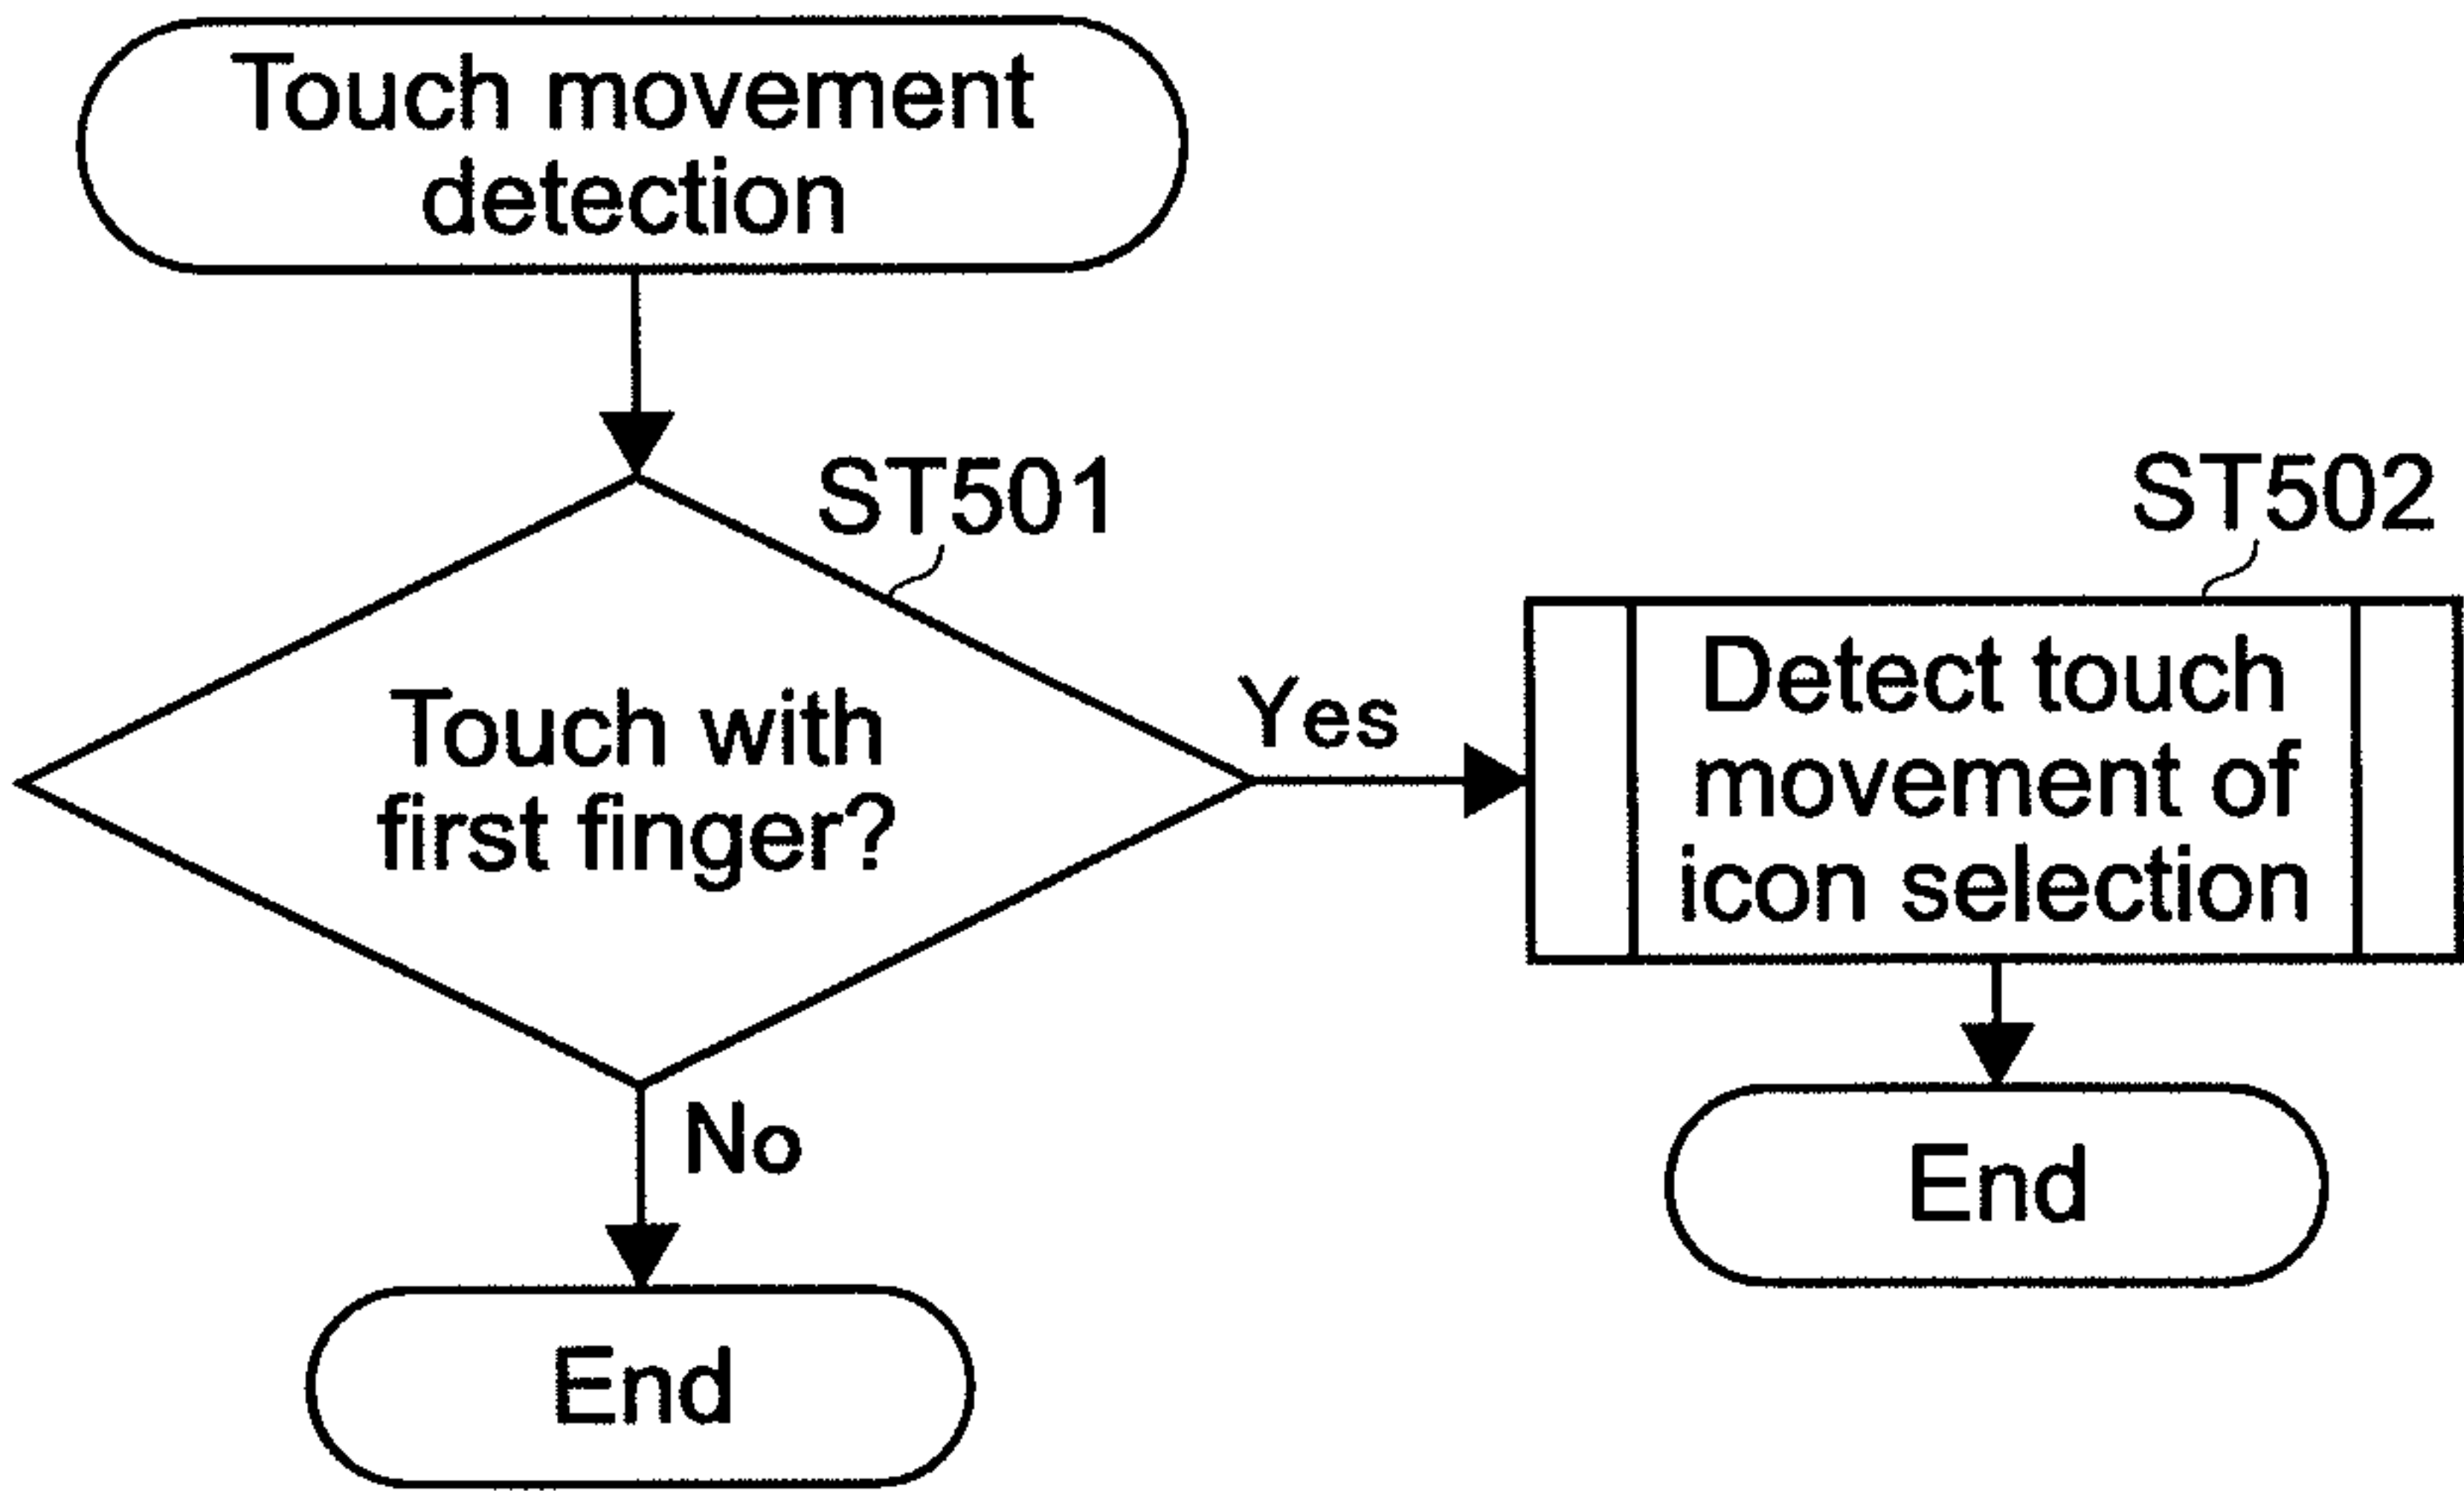 Touch movement
detection
ST501
Touch with
first finger?
Yes
ST502
Detect touch
movement of
icon selection
No
End
End